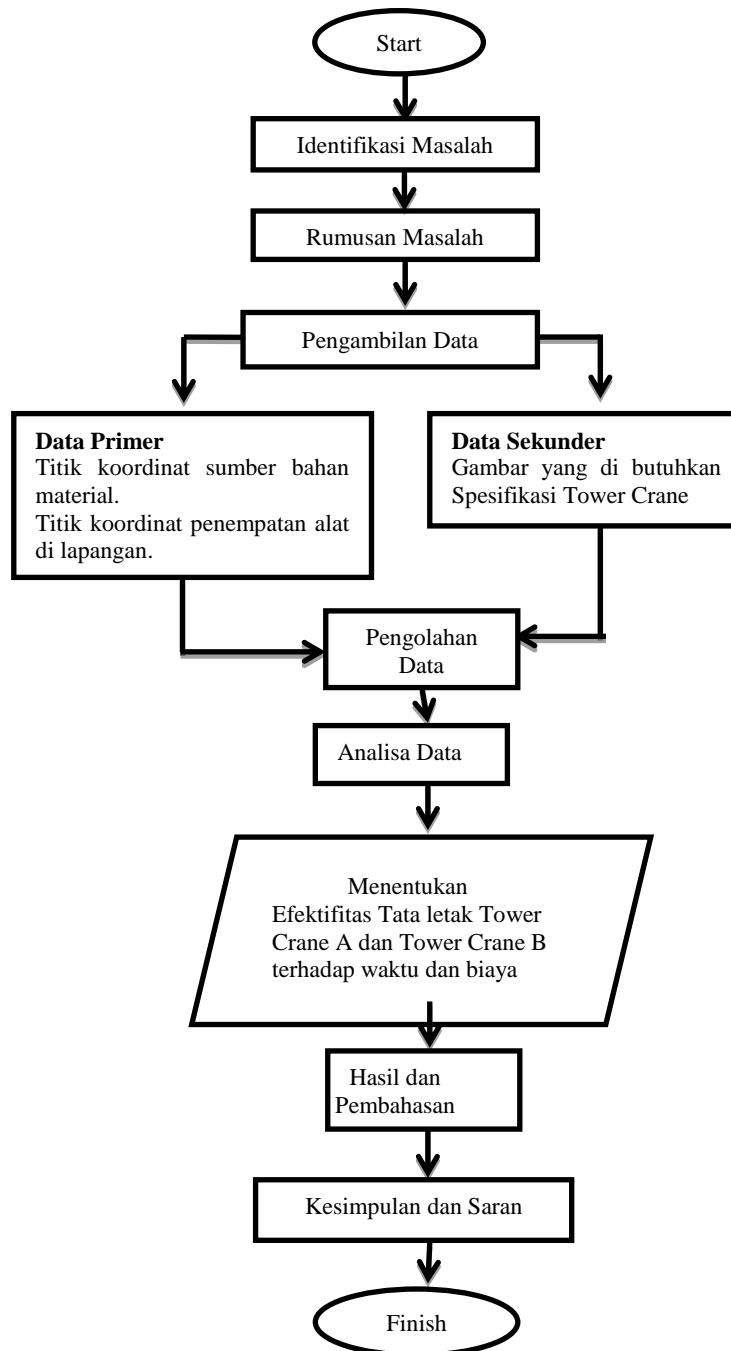 Start
Identifikasi Masalah
Rumusan Masalah
Pengambilan Data
Data Primer
Titik koordinat sumber bahan
material.
Titik koordinat penempatan alat
di lapangan.
Data Sekunder
Gambar yang di butuhkan
Spesifikasi Tower Crane
Pengolahan
Data
Analisa Data
Menentukan
Efektifitas Tata letak Tower
Crane A dan Tower Crane B
terhadap waktu dan biaya
Hasil dan
Pembahasan
Kesimpulan dan Saran
Finish